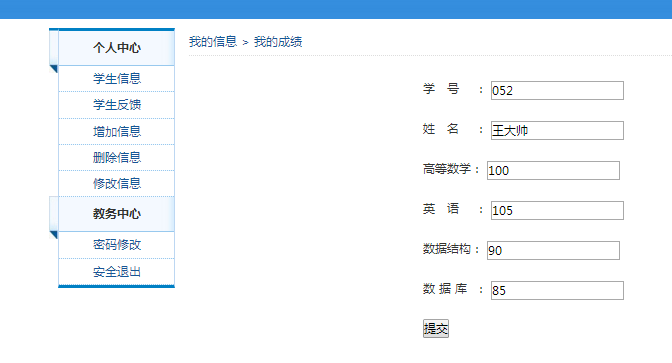 个人中心
学生信息
学生反馈
增加信息
删除信息
修改信息
教务中心
密码修改
安全退出
我的信息 > 我的成绩
学 号 : 052
姓 名 : 王大帅
高等数学 : 100
英 语 : 105
数据结构 : 90
数 据 库 : 85
提交